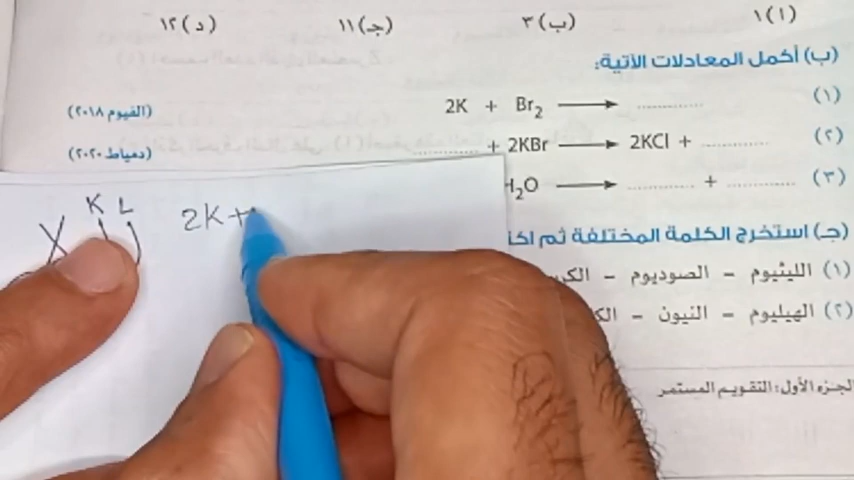 (أ) ١ (ب) ٣ (جـ) ١١ (د) ١٢
(ب) أكمل المعادلات الآتية:
(١) 2K + Br₂ ⟶ ............ (الفيوم ٢٠١٨)
(٢) ............ + 2KBr ⟶ 2KCl + ............ (دمياط ٢٠٢٠)
(٣) H₂O ⟶ ............ + ............
(جـ) استخرج الكلمة المختلفة ثم
(١) الليثيوم – الصوديوم –
(٢) الهيليوم – النيون –
الجزء الأول: التقويم المستمر
X K L 2K+